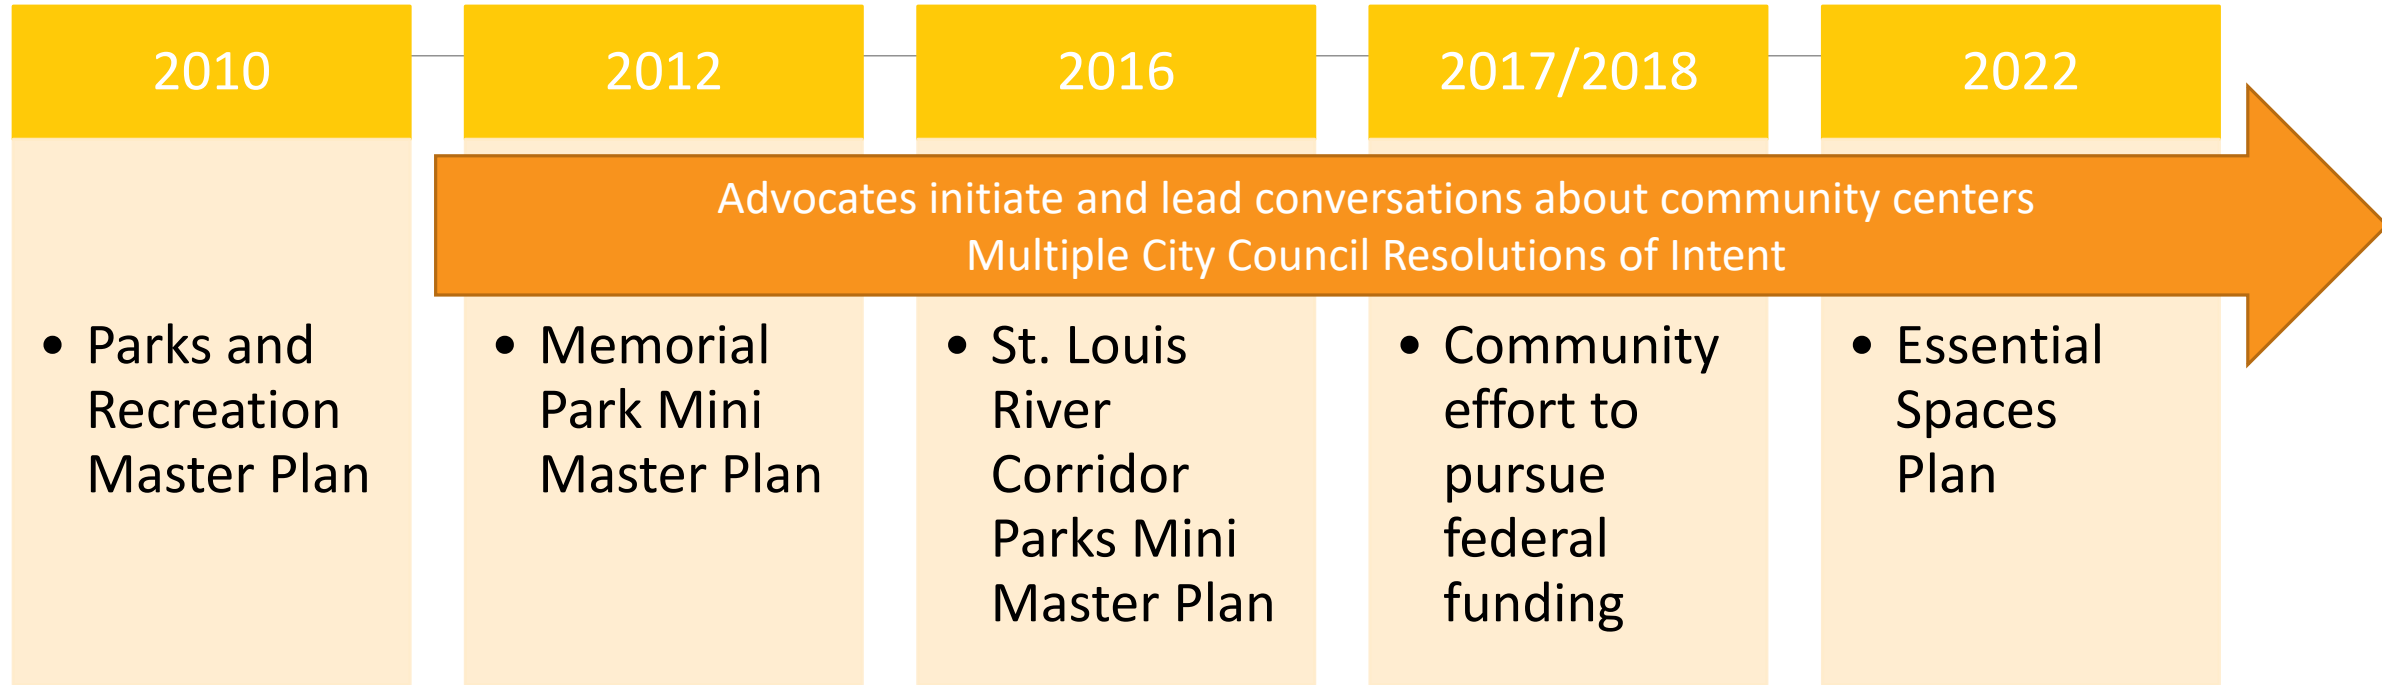 2010
2012
2016
2017/2018
2022
Advocates initiate and lead conversations about community centers
Multiple City Council Resolutions of Intent
• Parks and
Recreation
Master Plan
• Memorial
Park Mini
Master Plan
• St. Louis
River
Corridor
Parks Mini
Master Plan
• Community
effort to
pursue
federal
funding
• Essential
Spaces
Plan